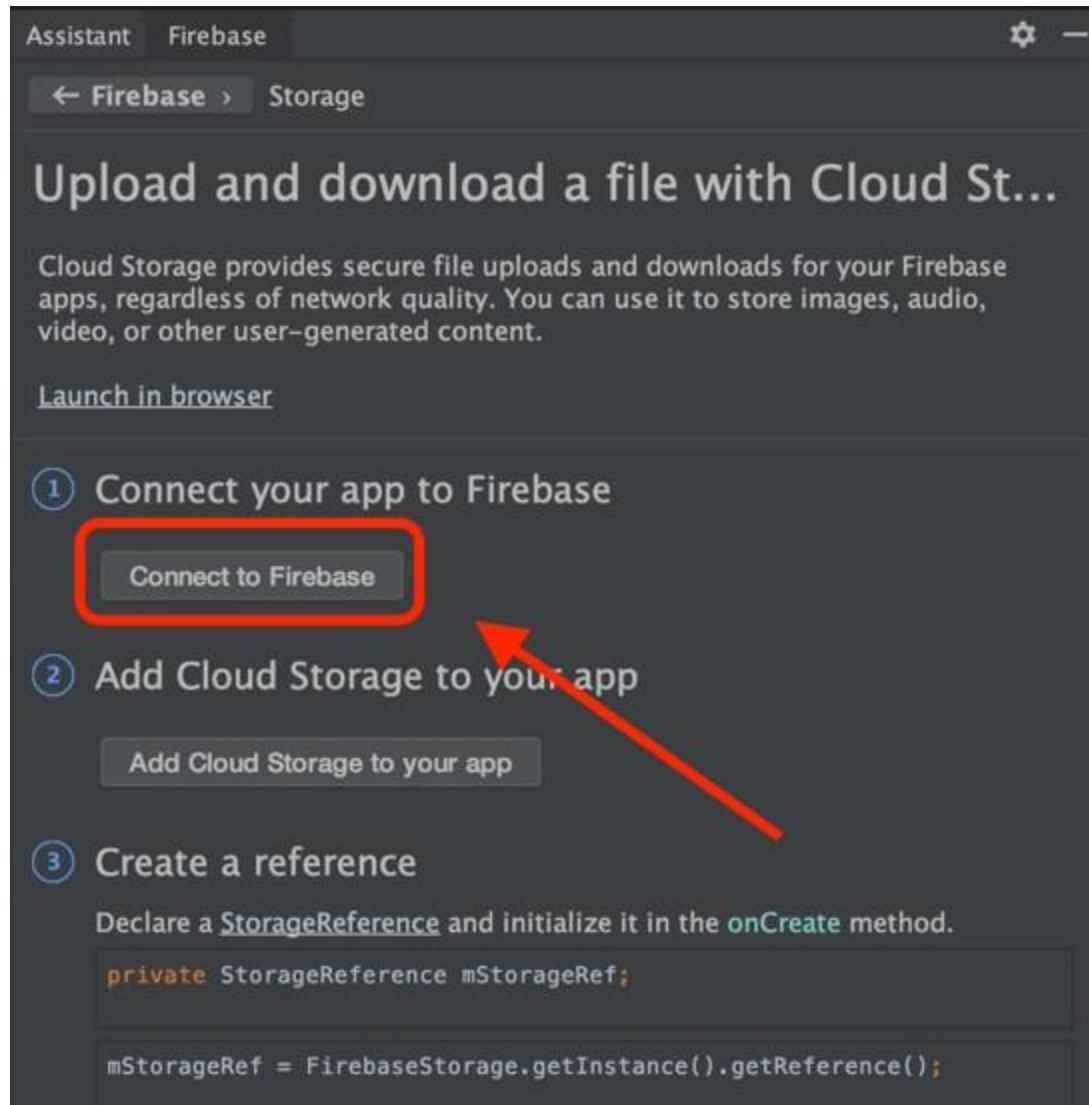 Assistant Firebase
← Firebase › Storage
Upload and download a file with Cloud St...
Cloud Storage provides secure file uploads and downloads for your Firebase
apps, regardless of network quality. You can use it to store images, audio,
video, or other user-generated content.
Launch in browser
1 Connect your app to Firebase
Connect to Firebase
2 Add Cloud Storage to your app
Add Cloud Storage to your app
3 Create a reference
Declare a StorageReference and initialize it in the onCreate method.
private StorageReference mStorageRef;
mStorageRef = FirebaseStorage.getInstance().getReference();